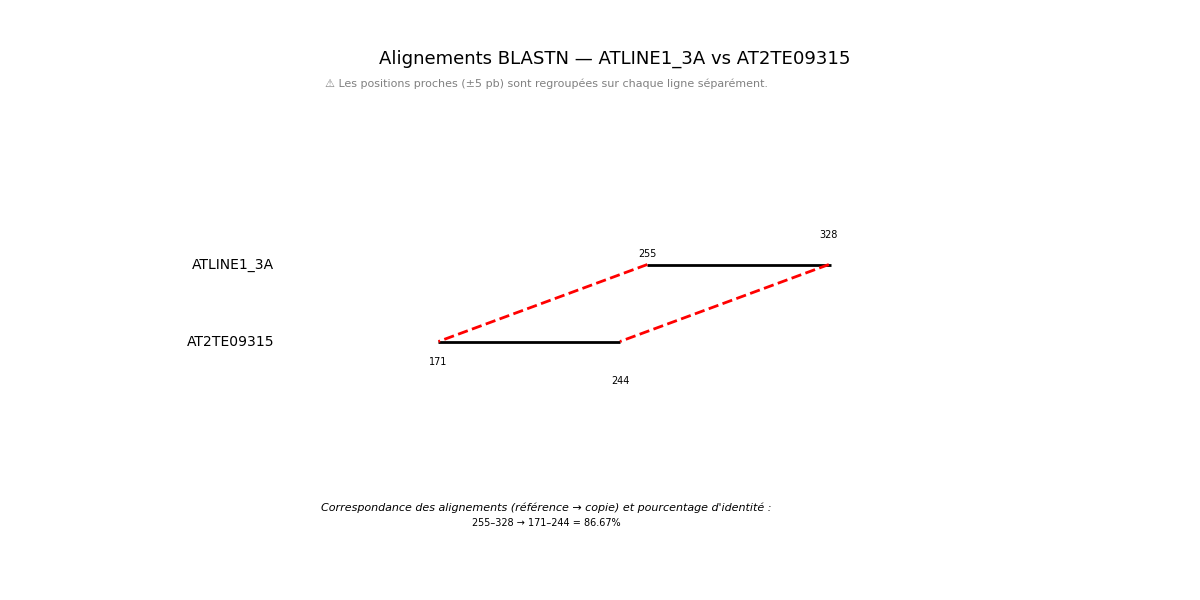 Alignements BLASTN — ATLINE1_3A vs AT2TE09315
⚠ Les positions proches (±5 pb) sont regroupées sur chaque ligne séparément.
328
255
ATLINE1_3A
AT2TE09315
171
244
Correspondance des alignements (référence → copie) et pourcentage d'identité :
255–328 → 171–244 = 86.67%